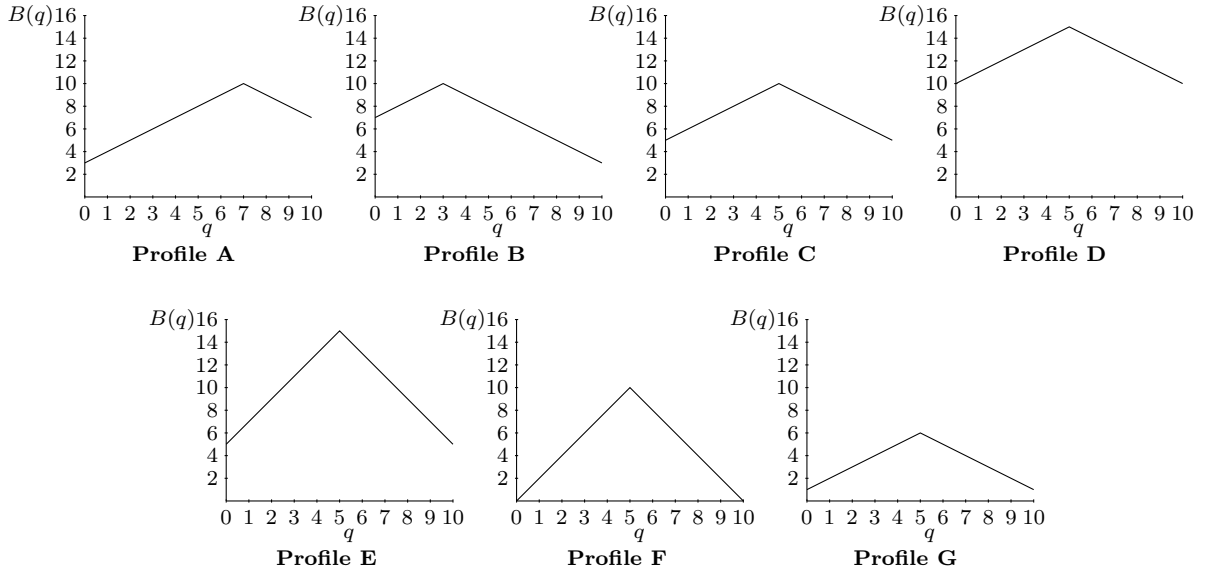 B(q) 16 B(q) 16 B(q) 16 B(q) 16
14 14 14 14
12 12 12 12
10 10 10 10
8 8 8 8
6 6 6 6
4 4 4 4
2 2 2 2
0 1 2 3 4 5 6 7 8 9 10 0 1 2 3 4 5 6 7 8 9 10 0 1 2 3 4 5 6 7 8 9 10 0 1 2 3 4 5 6 7 8 9 10
q q q q
Profile A Profile B Profile C Profile D
B(q) 16 B(q) 16 B(q) 16
14 14 14
12 12 12
10 10 10
8 8 8
6 6 6
4 4 4
2 2 2
0 1 2 3 4 5 6 7 8 9 10 0 1 2 3 4 5 6 7 8 9 10 0 1 2 3 4 5 6 7 8 9 10
q q q
Profile E Profile F Profile G